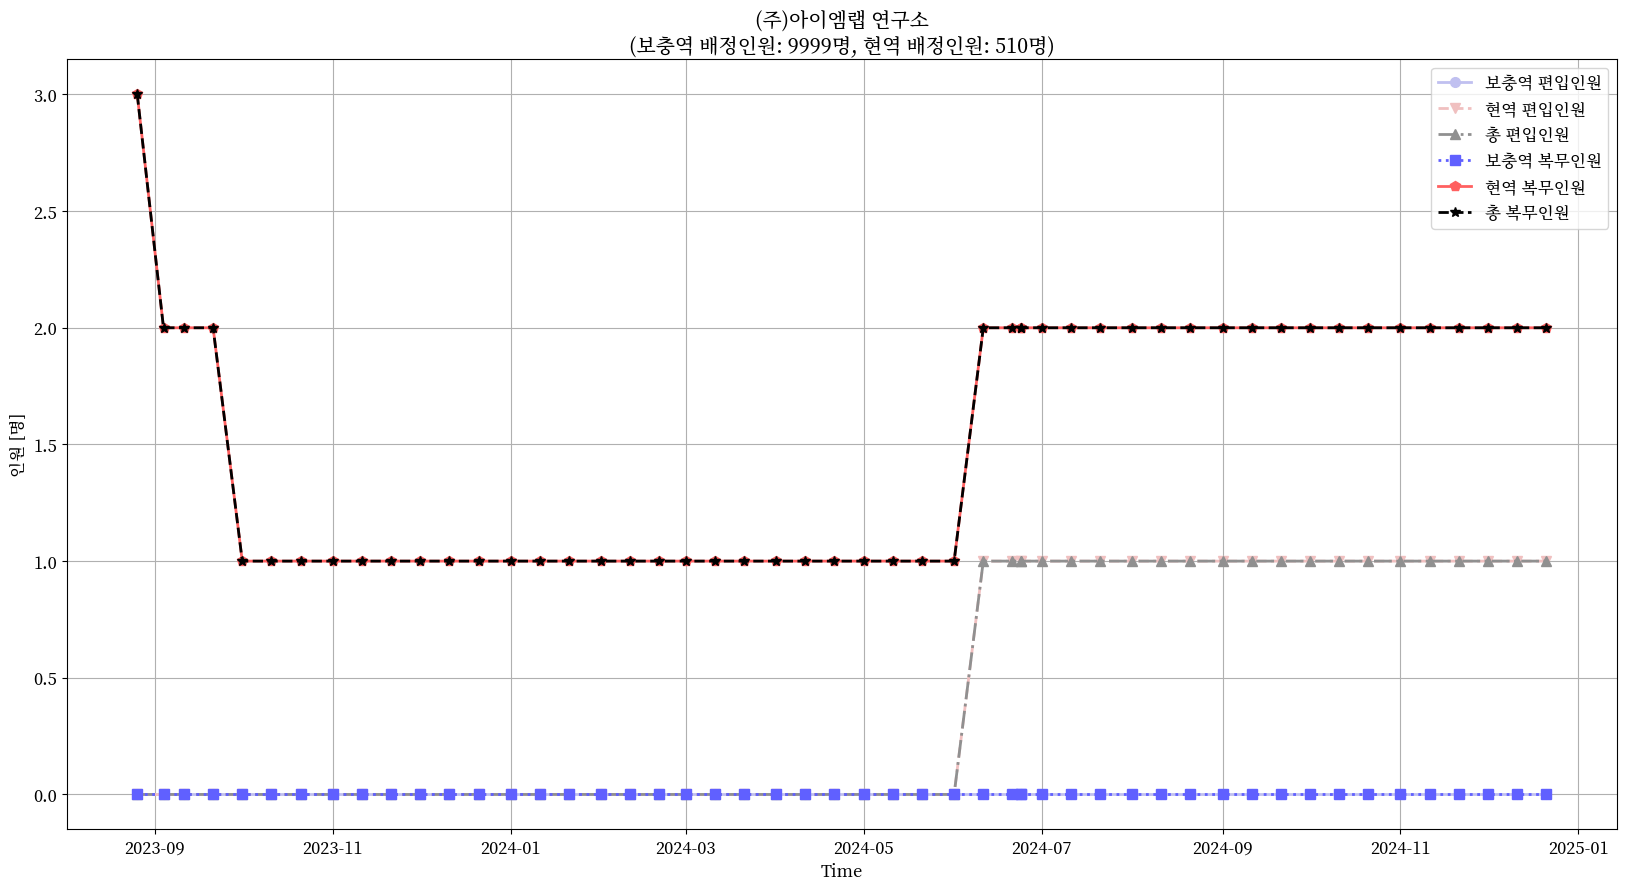 (주)아이엠랩 연구소
(보충역 배정인원: 9999명, 현역 배정인원: 510명)
보충역 편입인원
현역 편입인원
총 편입인원
보충역 복무인원
현역 복무인원
총 복무인원
인원 [명]
3.0
2.5
2.0
1.5
1.0
0.5
0.0
2023-09 2023-11 2024-01 2024-03 2024-05 2024-07 2024-09 2024-11 2025-01
Time